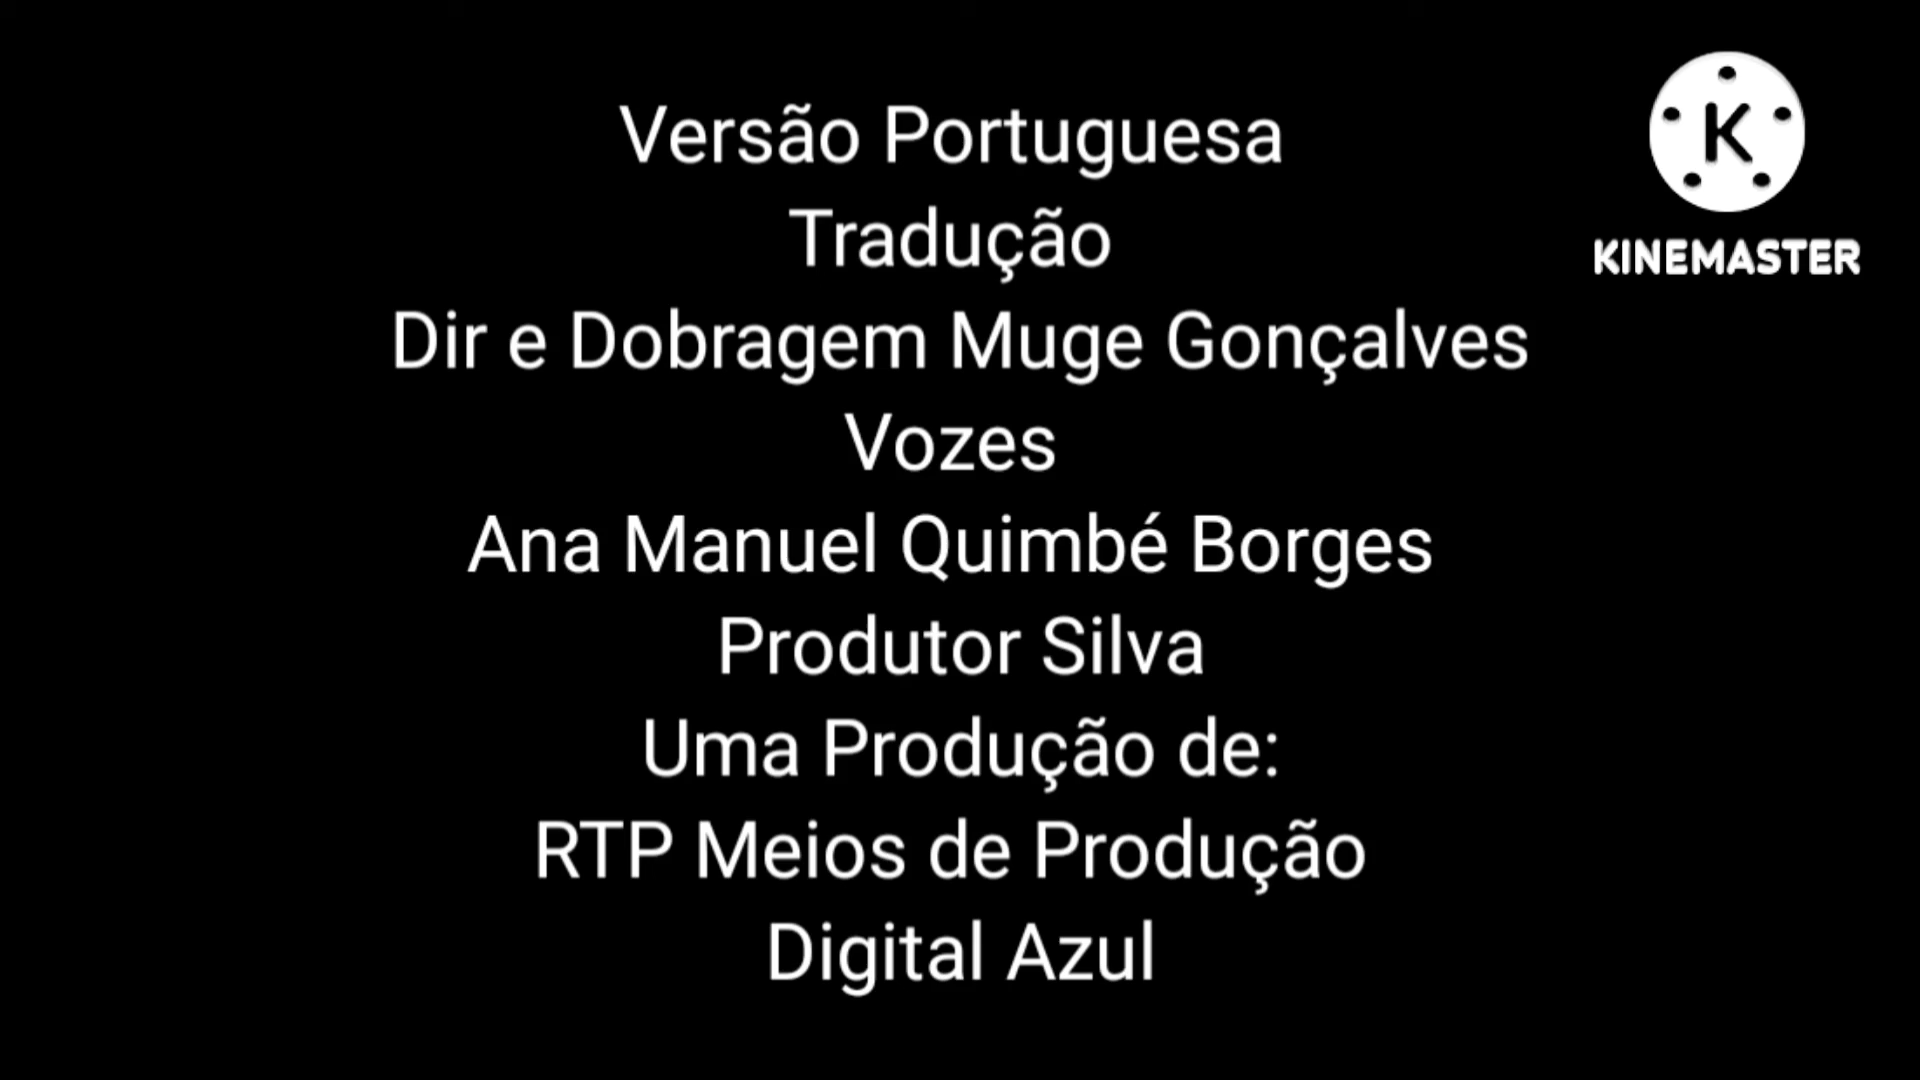 Versão Portuguesa
Tradução
Dir e Dobragem Muge Gonçalves
Vozes
Ana Manuel Quimbé Borges
Produtor Silva
Uma Produção de:
RTP Meios de Produção
Digital Azul
K
KINEMASTER